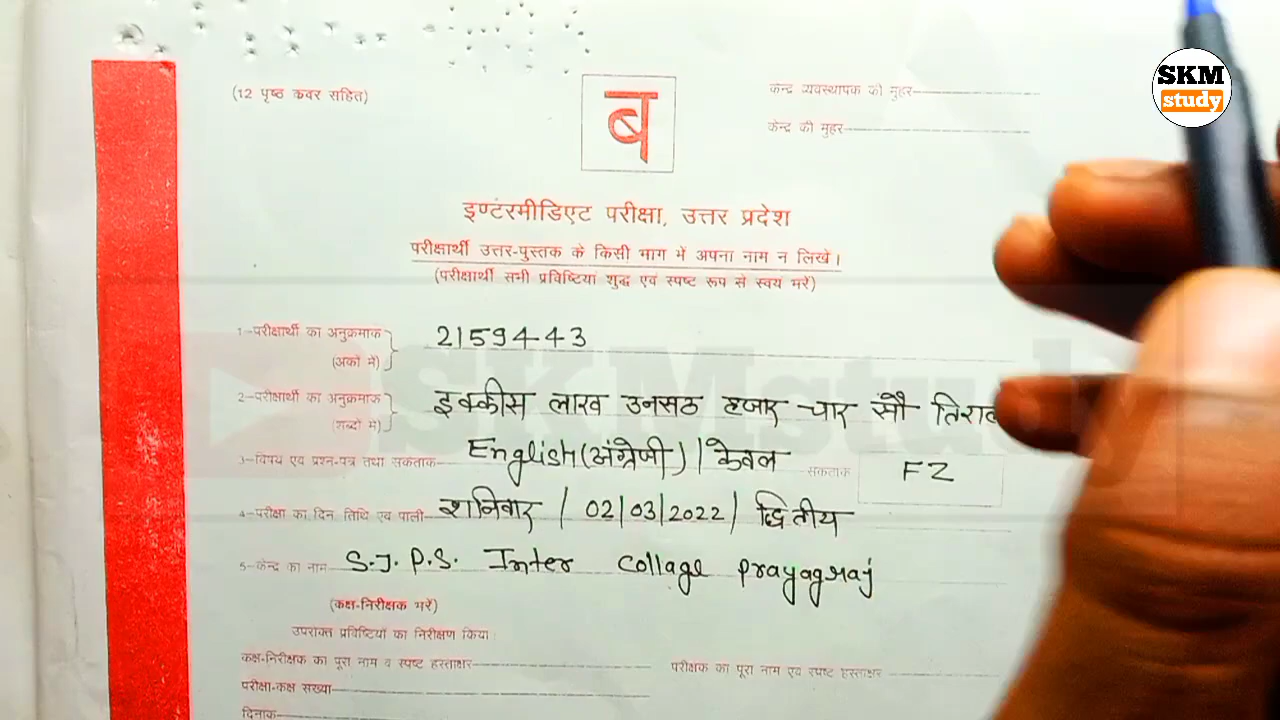 SKM
study
(12 पृष्ठ कवर सहित)
ब
केन्द्र व्यवस्थापक की मुहर
केन्द्र की मुहर
इण्टरमीडिएट परीक्षा, उत्तर प्रदेश
परीक्षार्थी उत्तर-पुस्तक के किसी भाग में अपना नाम न लिखें।
(परीक्षार्थी सभी प्रविष्टियां शुद्ध एवं स्पष्ट रूप से स्वयं भरें)
1-परीक्षार्थी का अनुक्रमांक
(अंकों में)
2159443
2-परीक्षार्थी का अनुक्रमांक
(शब्दों में)
इक्कीस लाख उनसठ हजार चार सौ
3-विषय एवं प्रश्न-पत्र तथा संकेतांक English(अंग्रेजी) | केवल संकेतांक FZ
4-परीक्षा का दिन, तिथि एवं पाली शनिवार | 02/03/2022 | द्वितीय
5-केन्द्र का नाम S.J.P.S. Inter Collage Prayagraj
(कक्ष-निरीक्षक भरें)
उपरोक्त प्रविष्टियों का निरीक्षण किया
कक्ष-निरीक्षक का पूरा नाम व स्पष्ट हस्ताक्षर
परीक्षक का पूरा नाम एवं स्पष्ट हस्ताक्षर
परीक्षा-कक्ष संख्या
दिनांक
SKMstudy